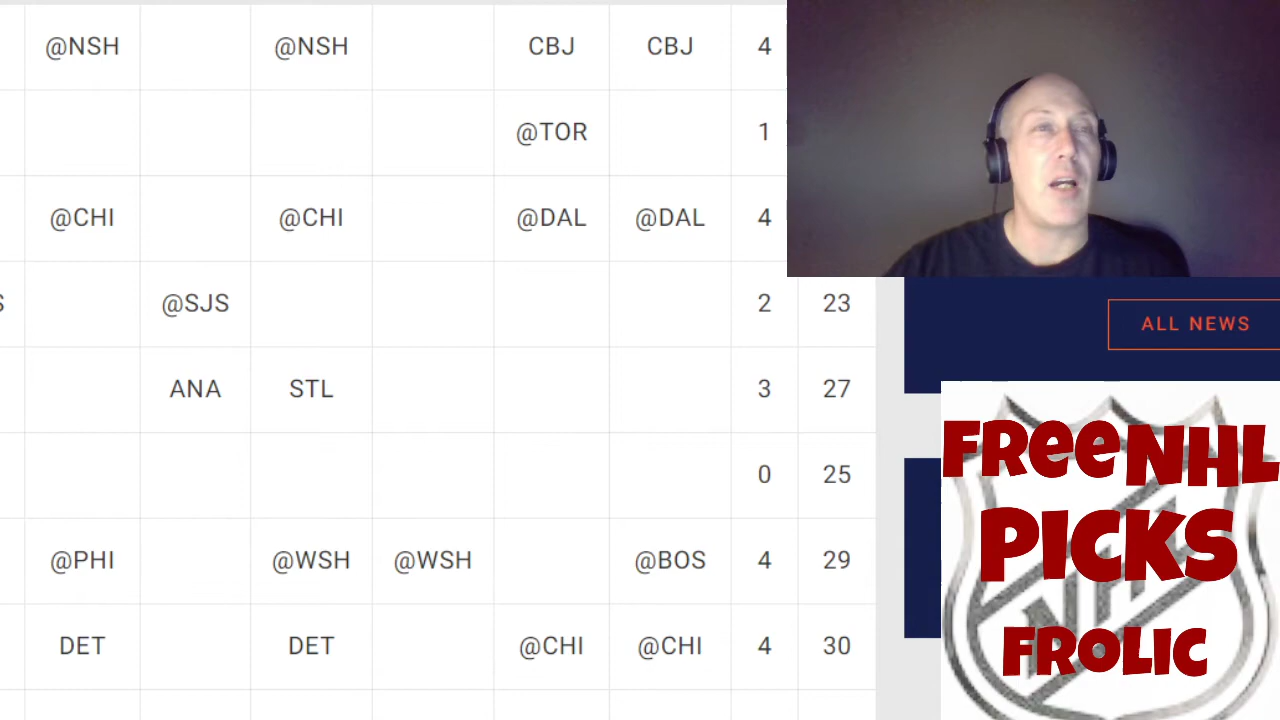 @NSH @NSH CBJ CBJ 4
@TOR 1
@CHI @CHI @DAL @DAL 4
S @SJS 2 23
ALL NEWS
ANA STL 3 27
0 25
@PHI @WSH @WSH @BOS 4 29
DET DET @CHI @CHI 4 30
FReeNHL
PICKS
FROLIC
NHL